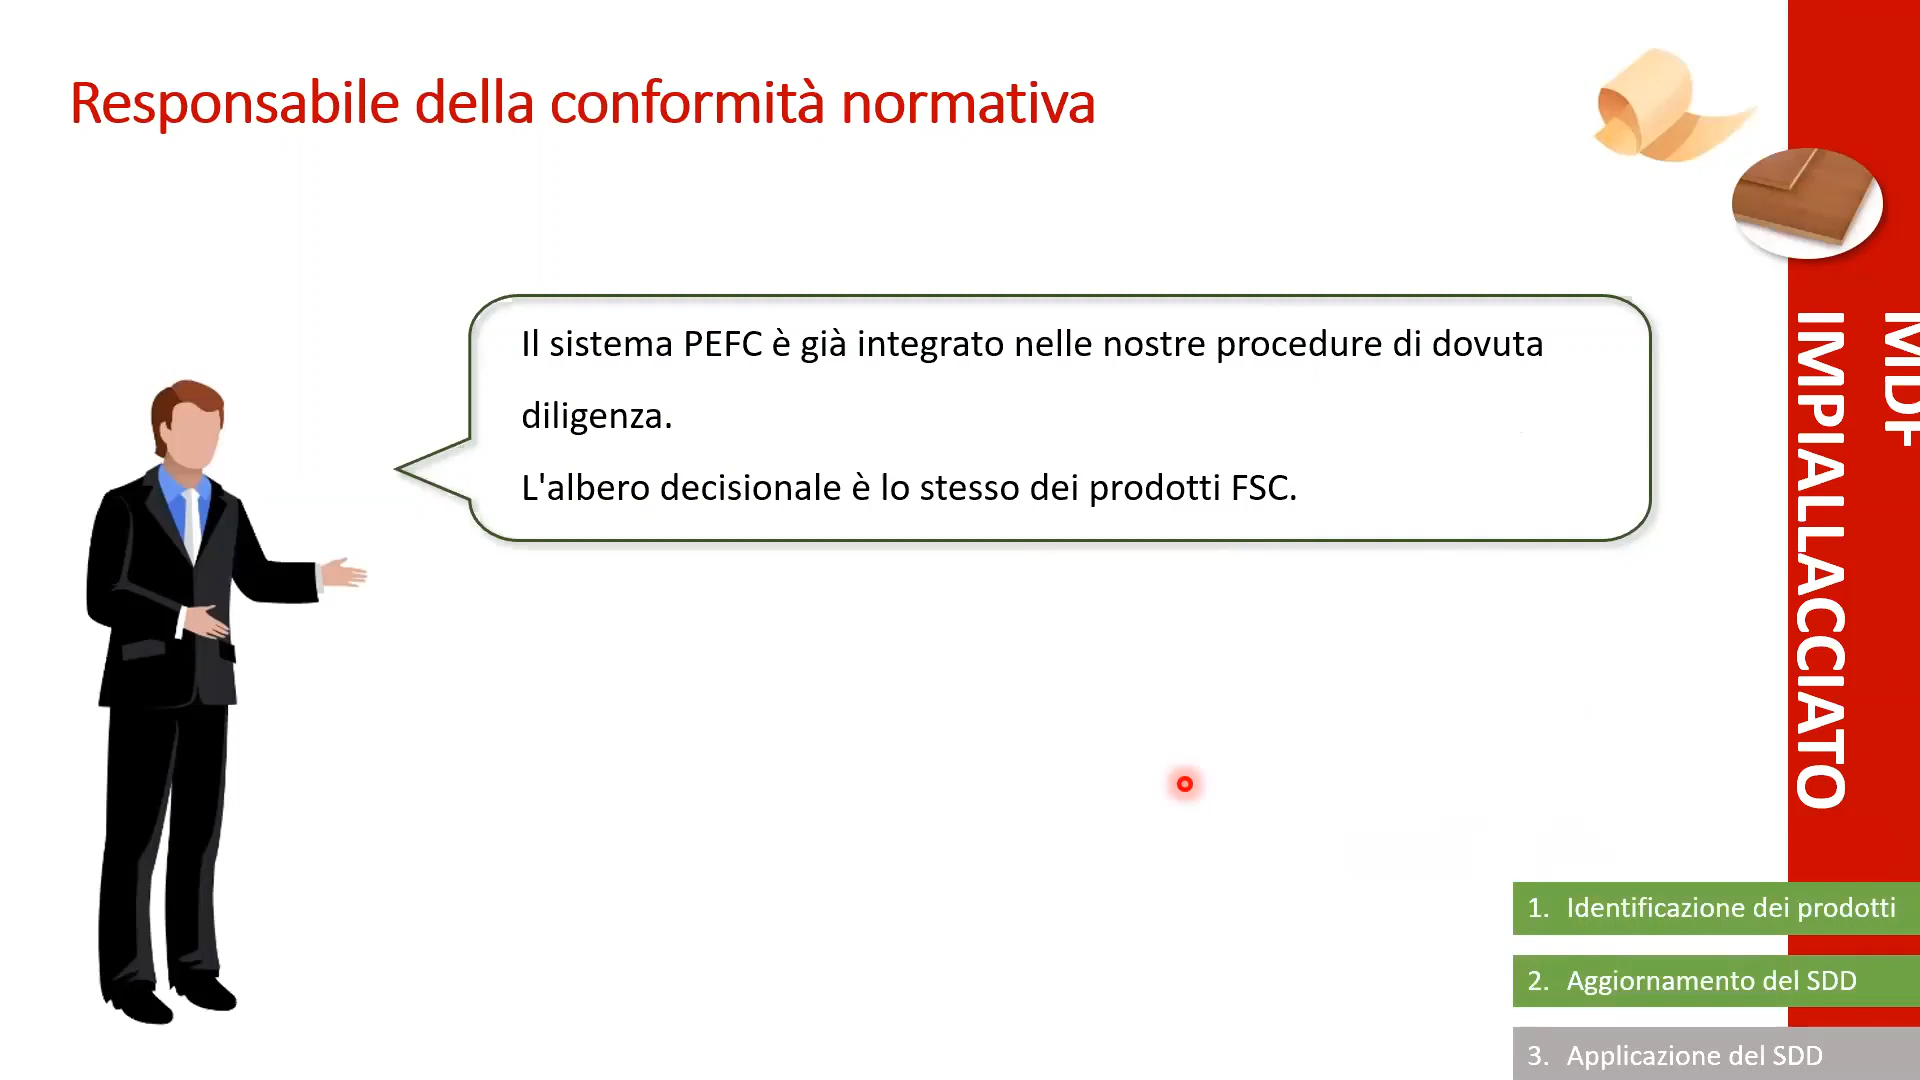 Responsabile della conformità normativa
Il sistema PEFC è già integrato nelle nostre procedure di dovuta
diligenza.
L'albero decisionale è lo stesso dei prodotti FSC.
MDF
IMPIALLACCIATO
1. Identificazione dei prodotti
2. Aggiornamento del SDD
3. Applicazione del SDD